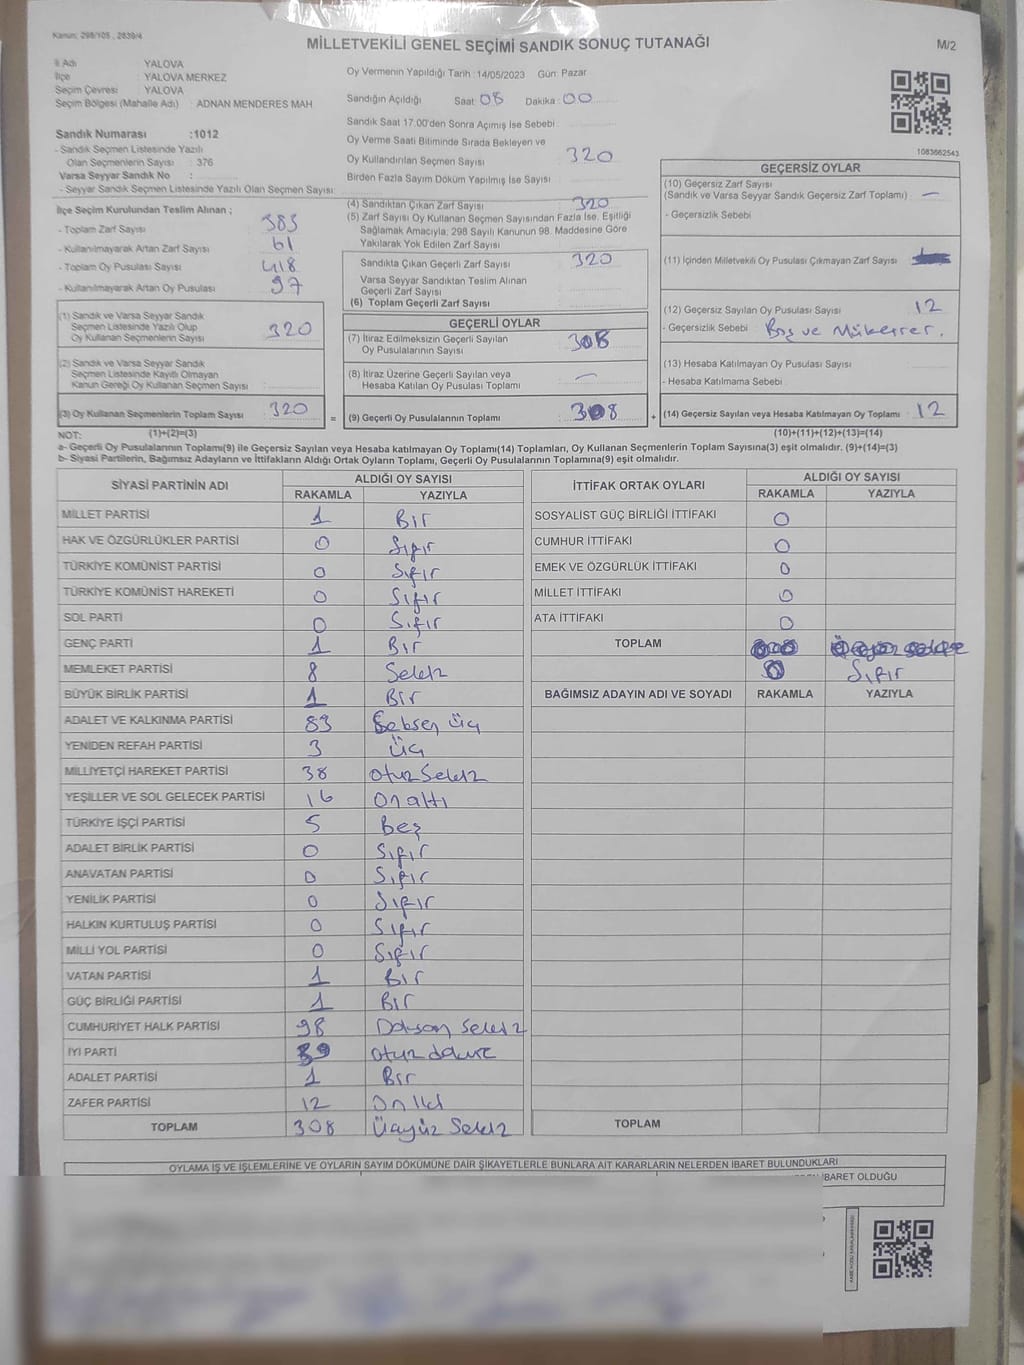 Kanun; 298/105 , 2839/4
MİLLETVEKİLİ GENEL SEÇİMİ SANDIK SONUÇ TUTANAĞI
M/2
İl Adı YALOVA
İlçe YALOVA MERKEZ
Seçim Çevresi YALOVA
Seçim Bölgesi (Mahalle Adı) ADNAN MENDERES MAH
Sandık Numarası :1012
- Sandık Seçmen Listesinde Yazılı
Olan Seçmenlerin Sayısı : 376
Varsa Seyyar Sandık No :
- Seyyar Sandık Seçmen Listesinde Yazılı Olan Seçmen Sayısı
Oy Vermenin Yapıldığı Tarih : 14/05/2023 Gün: Pazar
Sandığın Açıldığı Saat: 08 Dakika: 00
Sandık Saat 17:00'den Sonra Açımış İse Sebebi
Oy Verme Saati Bitiminde Sırada Bekleyen ve
Oy Kullandırılan Seçmen Sayısı 320
Birden Fazla Sayım Döküm Yapılmış İse Sayısı
1083662543
İlçe Seçim Kurulundan Teslim Alınan ;
- Toplam Zarf Sayısı 383
- Kullanılmayarak Artan Zarf Sayısı 61
- Toplam Oy Pusulası Sayısı 418
- Kullanılmayarak Artan Oy Pusulası 97
(4) Sandıktan Çıkan Zarf Sayısı 320
(5) Zarf Sayısı Oy Kullanan Seçmen Sayısından Fazla İse, Eşitliği
Sağlamak Amacıyla, 298 Sayılı Kanunun 98. Maddesine Göre
Yakılarak Yok Edilen Zarf Sayısı
Sandıkta Çıkan Geçerli Zarf Sayısı 320
Varsa Seyyar Sandıktan Teslim Alınan
Geçerli Zarf Sayısı
(6) Toplam Geçerli Zarf Sayısı
GEÇERSİZ OYLAR
(10) Geçersiz Zarf Sayısı
(Sandık ve Varsa Seyyar Sandık Geçersiz Zarf Toplamı) —
- Geçersizlik Sebebi
(11) İçinden Milletvekili Oy Pusulası Çıkmayan Zarf Sayısı
(12) Geçersiz Sayılan Oy Pusulası Sayısı 12
- Geçersizlik Sebebi Boş ve Mükerrer.
(13) Hesaba Katılmayan Oy Pusulası Sayısı
- Hesaba Katılmama Sebebi
(14) Geçersiz Sayılan veya Hesaba Katılmayan Oy Toplamı 12
(1) Sandık ve Varsa Seyyar Sandık
Seçmen Listesinde Yazılı Olup
Oy Kullanan Seçmenlerin Sayısı 320
(2) Sandık ve Varsa Seyyar Sandık
Seçmen Listesinde Kayıtlı Olmayan
Kanun Gereği Oy Kullanan Seçmen Sayısı
(3) Oy Kullanan Seçmenlerin Toplam Sayısı 320 =
GEÇERLİ OYLAR
(7) İtiraz Edilmeksizin Geçerli Sayılan
Oy Pusulalarının Sayısı 308
(8) İtiraz Üzerine Geçerli Sayılan veya
Hesaba Katılan Oy Pusulası Toplamı —
(9) Geçerli Oy Pusulalarının Toplamı 308 +
NOT: (1)+(2)=(3) (10)+(11)+(12)+(13)=(14)
a- Geçerli Oy Pusulalarının Toplamı(9) ile Geçersiz Sayılan veya Hesaba katılmayan Oy Toplamı(14) Toplamları, Oy Kullanan Seçmenlerin Toplam Sayısına(3) eşit olmalıdır. (9)+(14)=(3)
b- Siyasi Partilerin, Bağımsız Adayların ve İttifakların Aldığı Ortak Oyların Toplamı, Geçerli Oy Pusulalarının Toplamına(9) eşit olmalıdır.
SİYASİ PARTİNİN ADI ALDIĞI OY SAYISI
RAKAMLA YAZIYLA
MİLLET PARTİSİ 1 Bir
HAK VE ÖZGÜRLÜKLER PARTİSİ 0 Sıfır
TÜRKİYE KOMÜNİST PARTİSİ 0 Sıfır
TÜRKİYE KOMÜNİST HAREKETİ 0 Sıfır
SOL PARTİ 0 Sıfır
GENÇ PARTİ 1 Bir
MEMLEKET PARTİSİ 8 Sekiz
BÜYÜK BİRLİK PARTİSİ 1 Bir
ADALET VE KALKINMA PARTİSİ 83 Seksen üç
YENİDEN REFAH PARTİSİ 3 Üç
MİLLİYETÇİ HAREKET PARTİSİ 38 Otuz Sekiz
YEŞİLLER VE SOL GELECEK PARTİSİ 16 On altı
TÜRKİYE İŞÇİ PARTİSİ 5 Beş
ADALET BİRLİK PARTİSİ 0 Sıfır
ANAVATAN PARTİSİ 0 Sıfır
YENİLİK PARTİSİ 0 Sıfır
HALKIN KURTULUŞ PARTİSİ 0 Sıfır
MİLLİ YOL PARTİSİ 0 Sıfır
VATAN PARTİSİ 1 Bir
GÜÇ BİRLİĞİ PARTİSİ 1 Bir
CUMHURİYET HALK PARTİSİ 98 Doksan Sekiz
İYİ PARTİ 39 Otuz dokuz
ADALET PARTİSİ 1 Bir
ZAFER PARTİSİ 12 On iki
TOPLAM 308 Üçyüz Sekiz
İTTİFAK ORTAK OYLARI ALDIĞI OY SAYISI
RAKAMLA YAZIYLA
SOSYALİST GÜÇ BİRLİĞİ İTTİFAKI 0
CUMHUR İTTİFAKI 0
EMEK VE ÖZGÜRLÜK İTTİFAKI 0
MİLLET İTTİFAKI 0
ATA İTTİFAKI 0
TOPLAM
0 Sıfır
BAĞIMSIZ ADAYIN ADI VE SOYADI RAKAMLA YAZIYLA
TOPLAM
OYLAMA İŞ VE İŞLEMLERİNE VE OYLARIN SAYIM DÖKÜMÜNE DAİR ŞİKAYETLERLE BUNLARA AİT KARARLARIN NELERDEN İBARET BULUNDUKLARI
İBARET OLDUĞU